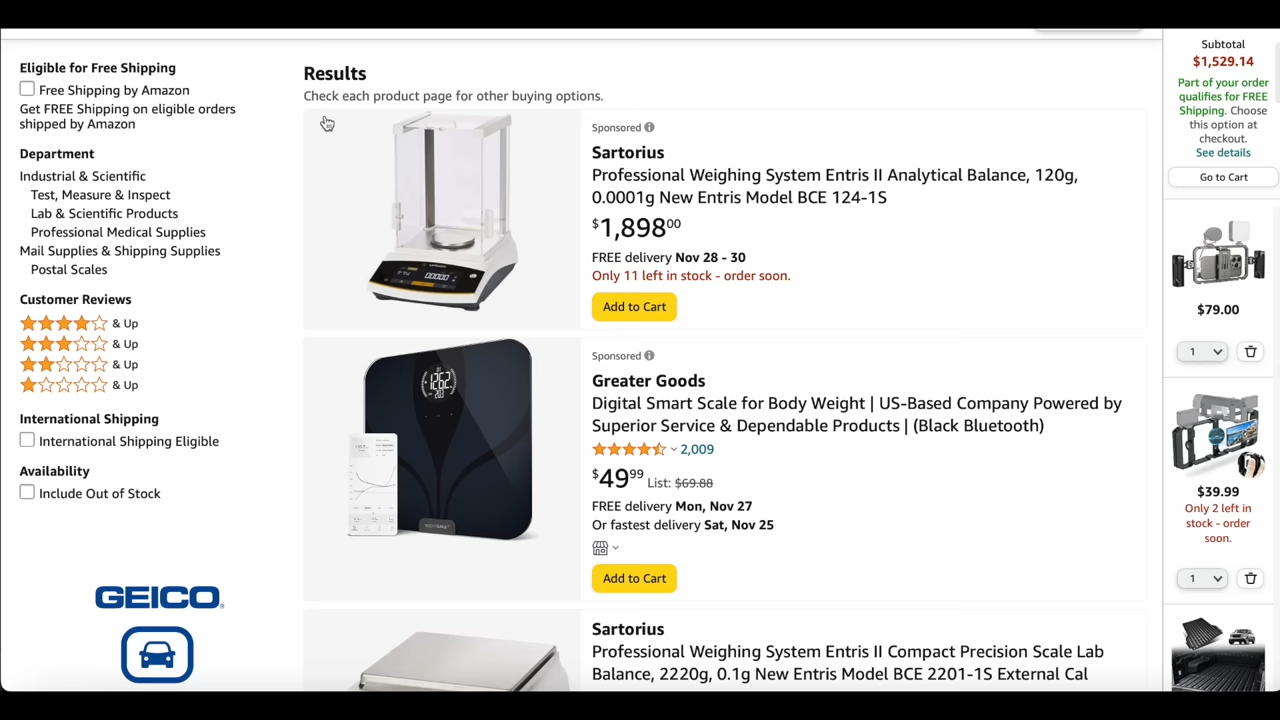 Eligible for Free Shipping
Free Shipping by Amazon
Get FREE Shipping on eligible orders
shipped by Amazon
Department
Industrial & Scientific
Test, Measure & Inspect
Lab & Scientific Products
Professional Medical Supplies
Mail Supplies & Shipping Supplies
Postal Scales
Customer Reviews
& Up
& Up
& Up
& Up
International Shipping
International Shipping Eligible
Availability
Include Out of Stock
GEICO
Results
Check each product page for other buying options.
Sponsored
Sartorius
Professional Weighing System Entris II Analytical Balance, 120g,
0.0001g New Entris Model BCE 124-1S
$1,89800
FREE delivery Nov 28 - 30
Only 11 left in stock - order soon.
Add to Cart
Sponsored
Greater Goods
Digital Smart Scale for Body Weight | US-Based Company Powered by
Superior Service & Dependable Products | (Black Bluetooth)
2,009
$4999 List: $69.88
FREE delivery Mon, Nov 27
Or fastest delivery Sat, Nov 25
Add to Cart
Sartorius
Professional Weighing System Entris II Compact Precision Scale Lab
Balance, 2220g, 0.1g New Entris Model BCE 2201-1S External Cal
Subtotal
$1,529.14
Part of your order
qualifies for FREE
Shipping. Choose
this option at
checkout.
See details
Go to Cart
$79.00
1
$39.99
Only 2 left in
stock - order
soon.
1